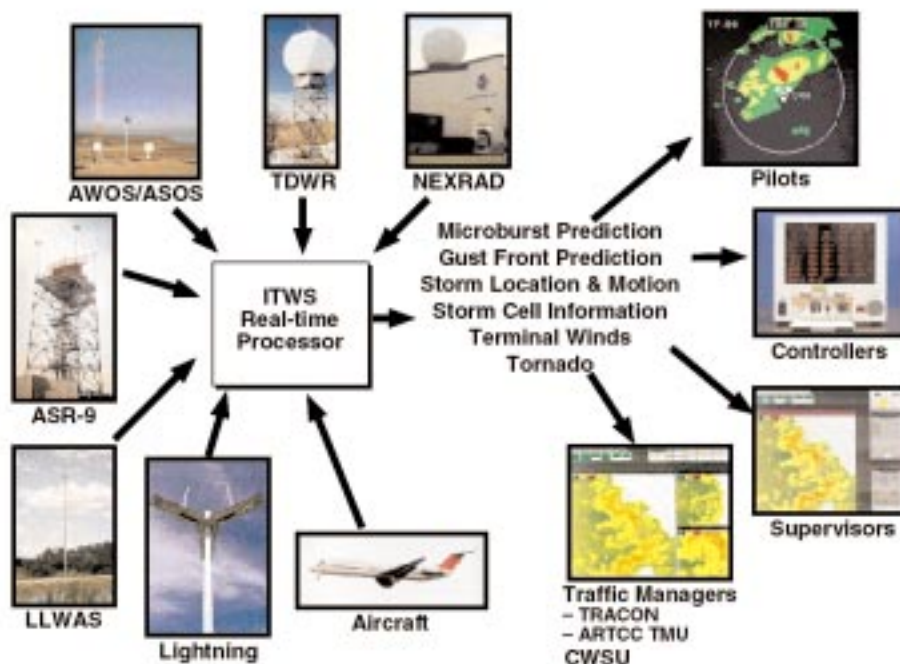 AWOS/ASOS
TDWR
NEXRAD
Pilots
ASR-9
ITWS
Real-time
Processor
Microburst Prediction
Gust Front Prediction
Storm Location & Motion
Storm Cell Information
Terminal Winds
Tornado
Controllers
LLWAS
Lightning
Aircraft
Supervisors
Traffic Managers
– TRACON
– ARTCC TMU
CWSU